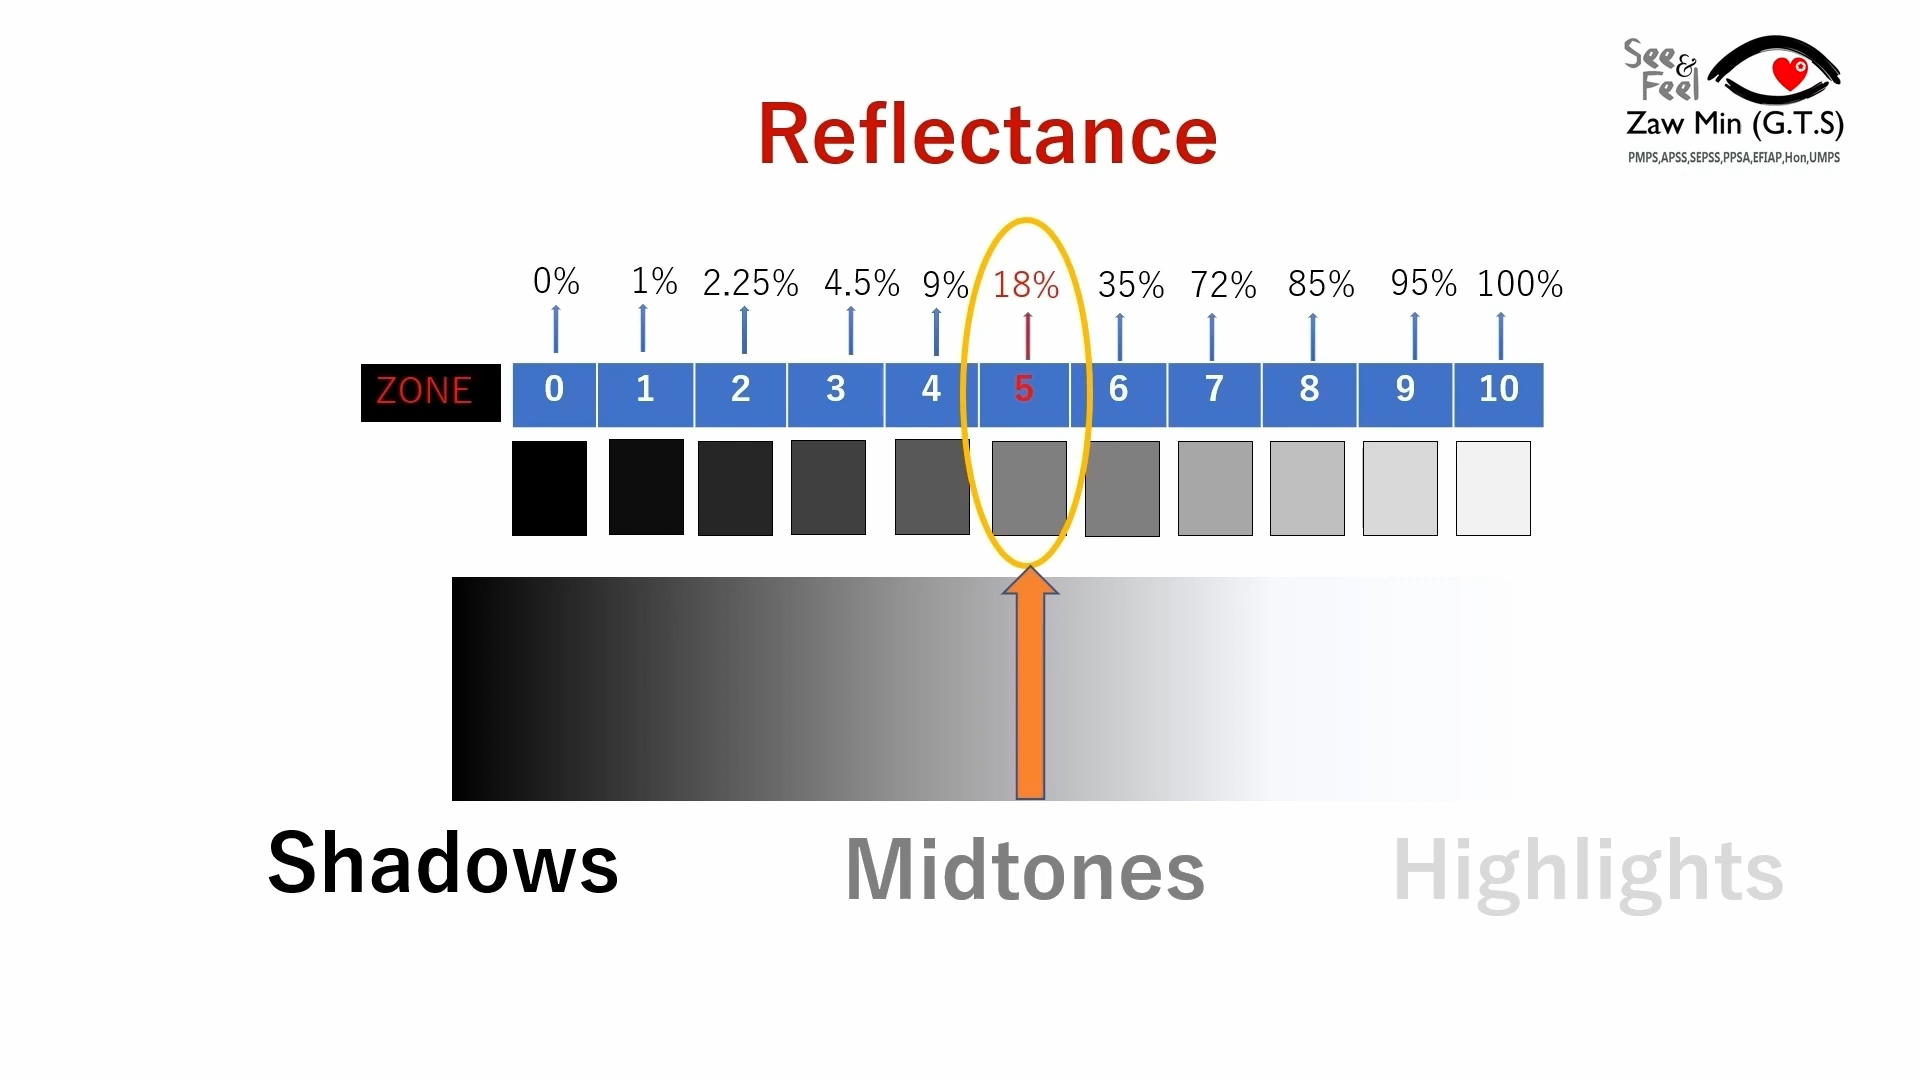 See &
Feel
Zaw Min (G.T.S)
PMPS,APSS,SEPSS,PPSA,EFIAP,Hon,UMPS
Reflectance
0% 1% 2.25% 4.5% 9% 18% 35% 72% 85% 95% 100%
ZONE 0 1 2 3 4 5 6 7 8 9 10
Shadows Midtones Highlights